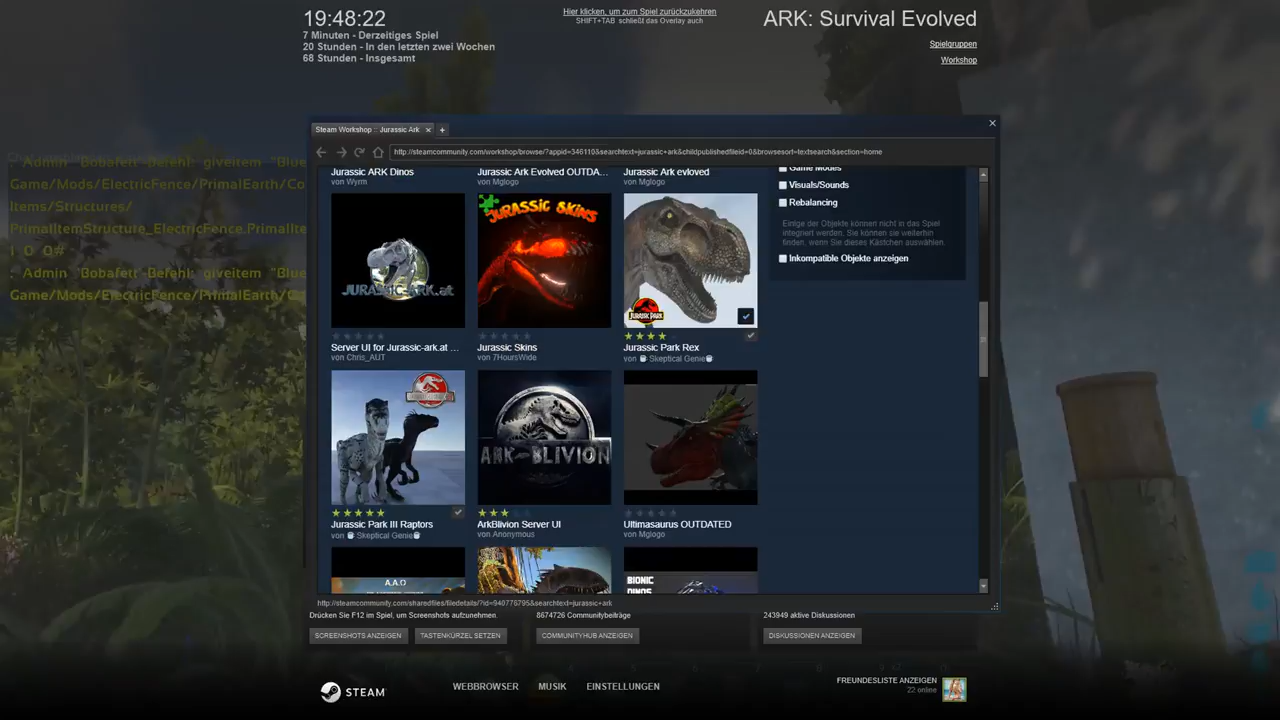 19:48:22
7 Minuten - Derzeitiges Spiel
20 Stunden - In den letzten zwei Wochen
68 Stunden - Insgesamt
Hier klicken, um zum Spiel zurückzukehren
SHIFT+TAB schließt das Overlay auch
ARK: Survival Evolved
Spielgruppen
Workshop
Admin Bobafett-Befehl: giveitem "Blue
Game/Mods/ElectricFence/PrimalEarth/Co
Items/Structures/
PrimalItemStructure_ElectricFence.PrimalIte
1 0 0#
: Admin Bobafett-Befehl: giveitem "Blue
Game/Mods/ElectricFence/PrimalEarth/Co
Steam Workshop :: Jurassic Ark
http://steamcommunity.com/workshop/browse/?appid=346110&searchtext=jurassic+ark&childpublishedfileid=0&browsesort=textsearch&section=home
Jurassic ARK Dinos
von Wyrm
Jurassic Ark Evolved OUTDA...
von Mglogo
Jurassic Ark evloved
von Mglogo
Game Modes
Visuals/Sounds
Rebalancing
Einige der Objekte können nicht in das Spiel
integriert werden. Sie können sie weiterhin
finden, wenn Sie dieses Kästchen auswählen.
Inkompatible Objekte anzeigen
JURASSIC-ARK.at
JURASSIC SKINS
JURASSIC PARK
Server UI for Jurassic-ark.at ...
von Chris_AUT
Jurassic Skins
von 7HoursWide
Jurassic Park Rex
von Skeptical Genie
ARK-BLIVION
Jurassic Park III Raptors
von Skeptical Genie
ArkBlivion Server UI
von Anonymous
Ultimasaurus OUTDATED
von Mglogo
A.A.O
BIONIC
DINOS
http://steamcommunity.com/sharedfiles/filedetails/?id=940776795&searchtext=jurassic+ark
Drücken Sie F12 im Spiel, um Screenshots aufzunehmen.
8674726 Communitybeiträge
243949 aktive Diskussionen
SCREENSHOTS ANZEIGEN
TASTENKÜRZEL SETZEN
COMMUNITYHUB ANZEIGEN
DISKUSSIONEN ANZEIGEN
STEAM
WEBBROWSER
MUSIK
EINSTELLUNGEN
FREUNDESLISTE ANZEIGEN
22 online